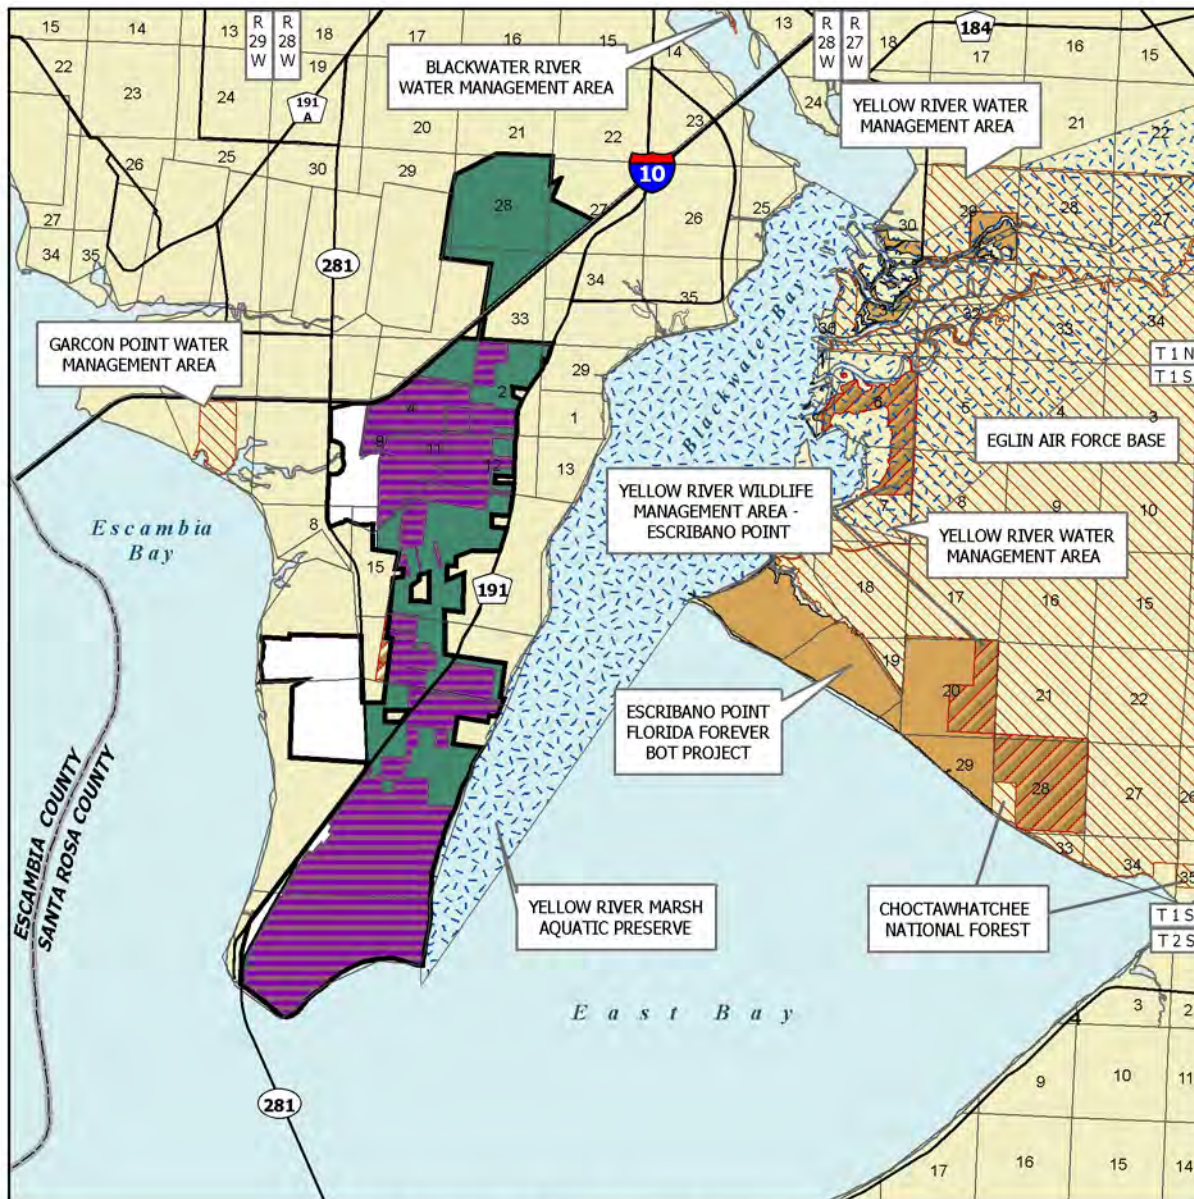 15
14
13
R
29
W
R
28
W
18
17
16
15
14
13
R
28
W
R
27
W
18
184
17
16
15
BLACKWATER RIVER
WATER MANAGEMENT AREA
YELLOW RIVER WATER
MANAGEMENT AREA
22
23
24
19
191
A
20
21
22
23
24
21
22
26
25
30
29
28
10
27
26
25
30
29
28
27
27
34
35
281
34
35
33
36
31
32
33
34
GARCON POINT WATER
MANAGEMENT AREA
T 1 N
T 1 S
29
2
1
4
9
11
12
13
6
5
4
3
EGLIN AIR FORCE BASE
Blackwater Bay
Escambia
Bay
8
15
YELLOW RIVER WILDLIFE
MANAGEMENT AREA -
ESCRIBANO POINT
7
8
9
10
YELLOW RIVER WATER
MANAGEMENT AREA
191
18
17
16
15
19
20
21
22
ESCRIBANO POINT
FLORIDA FOREVER
BOT PROJECT
29
28
27
26
33
34
35
ESCAMBIA COUNTY
SANTA ROSA COUNTY
YELLOW RIVER MARSH
AQUATIC PRESERVE
CHOCTAWHATCHEE
NATIONAL FOREST
T 1 S
T 2 S
East Bay
281
4
3
2
9
10
11
17
16
15
14